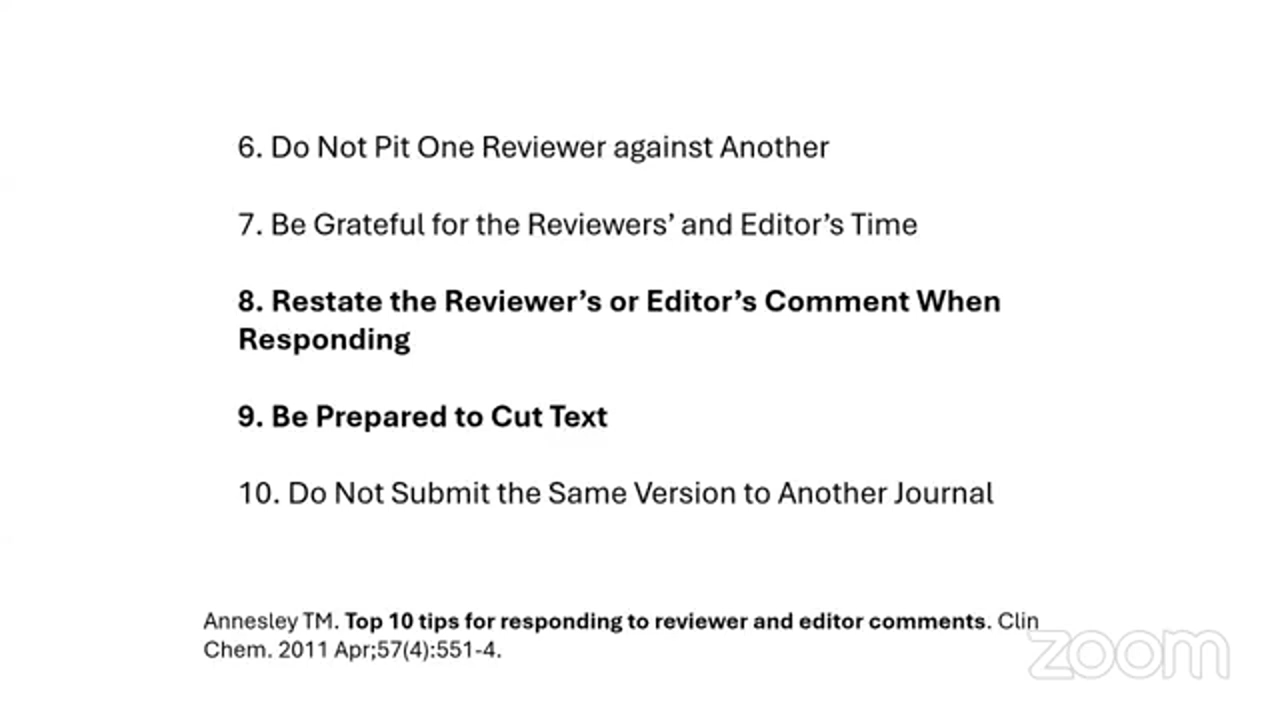 6. Do Not Pit One Reviewer against Another
7. Be Grateful for the Reviewers’ and Editor’s Time
8. Restate the Reviewer’s or Editor’s Comment When
Responding
9. Be Prepared to Cut Text
10. Do Not Submit the Same Version to Another Journal
Annesley TM. Top 10 tips for responding to reviewer and editor comments. Clin
Chem. 2011 Apr;57(4):551-4.
zoom